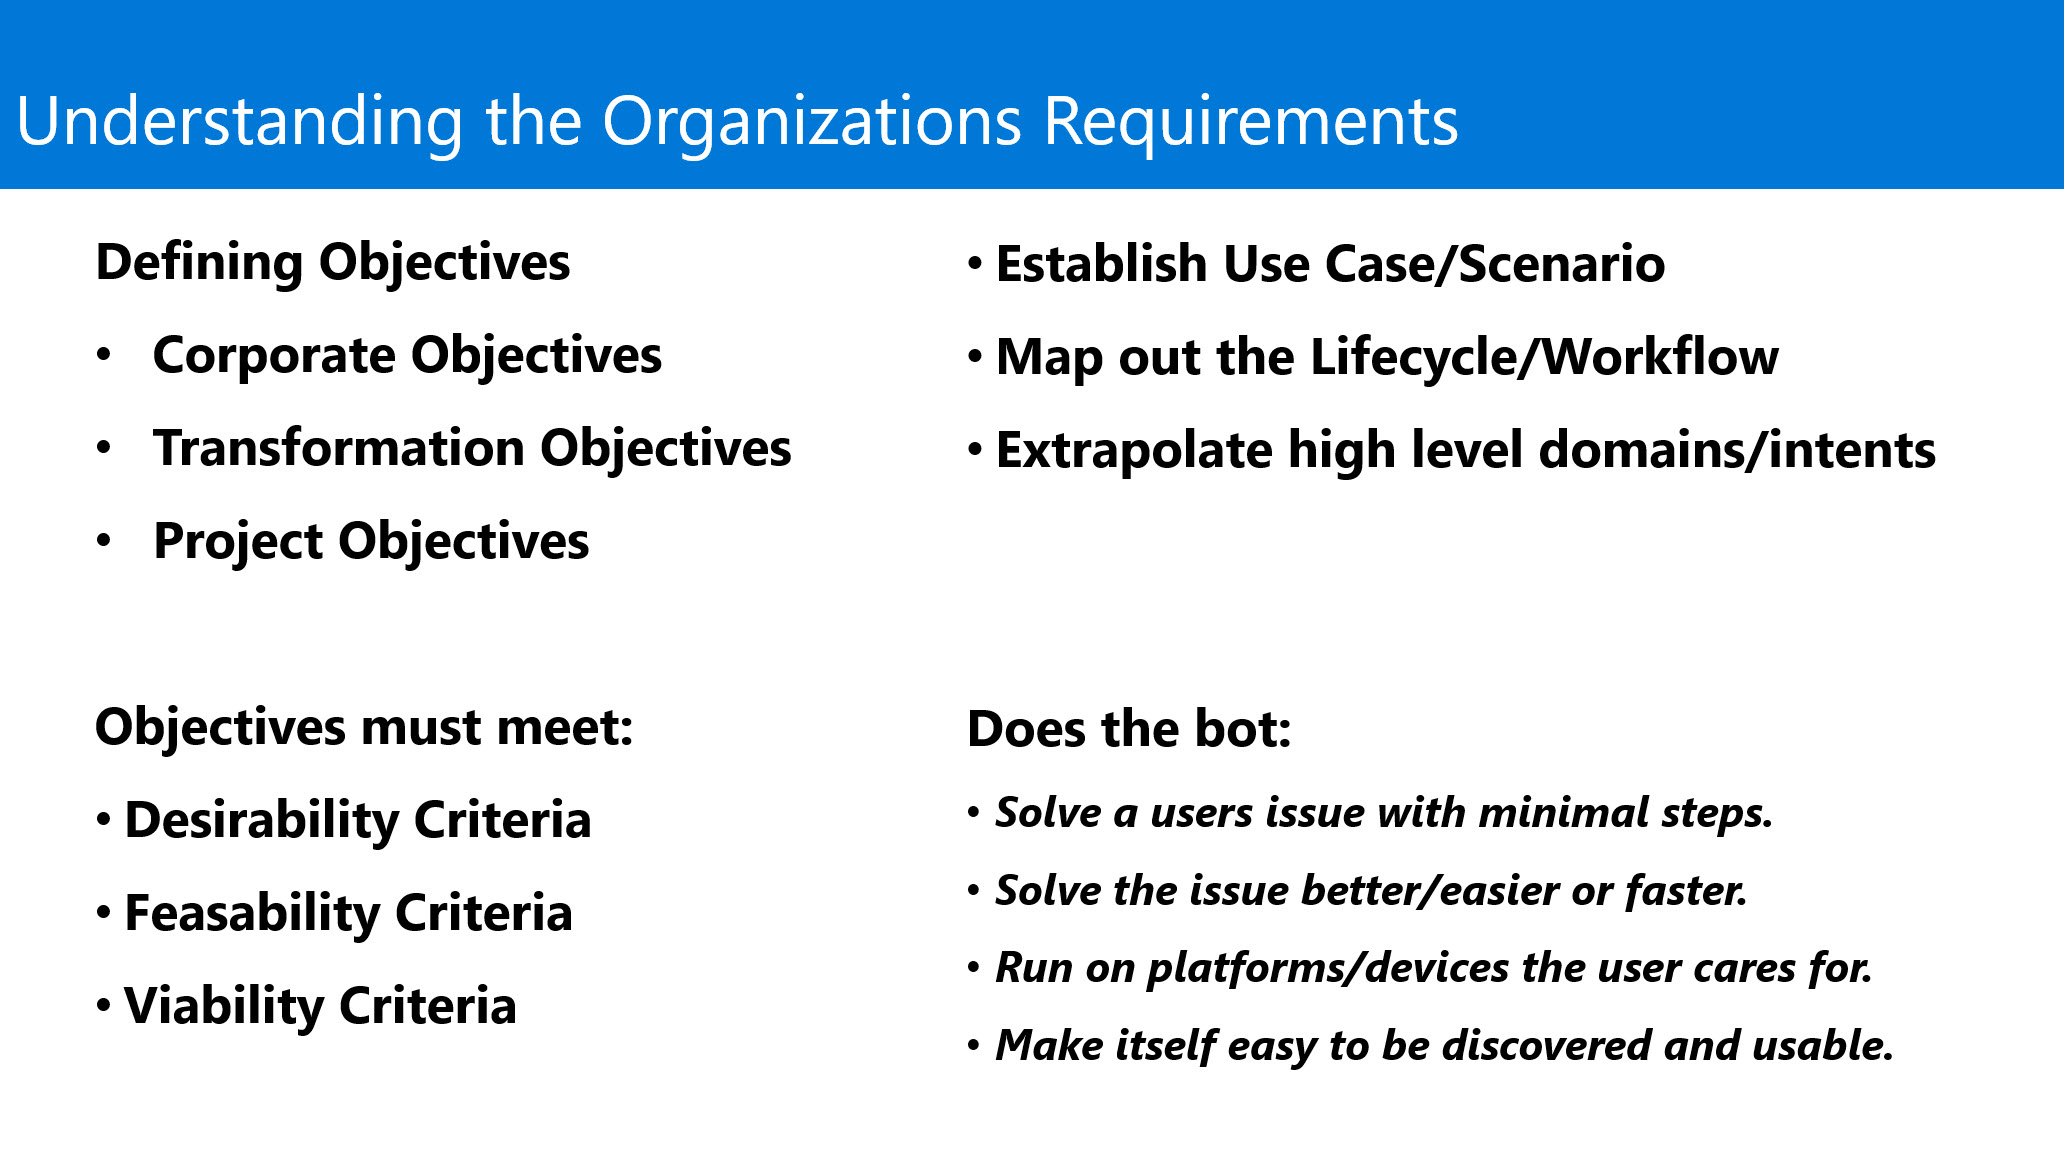 Understanding the Organizations Requirements
Defining Objectives
• Corporate Objectives
• Transformation Objectives
• Project Objectives
Objectives must meet:
• Desirability Criteria
• Feasability Criteria
• Viability Criteria
• Establish Use Case/Scenario
• Map out the Lifecycle/Workflow
• Extrapolate high level domains/intents
Does the bot:
• Solve a users issue with minimal steps.
• Solve the issue better/easier or faster.
• Run on platforms/devices the user cares for.
• Make itself easy to be discovered and usable.